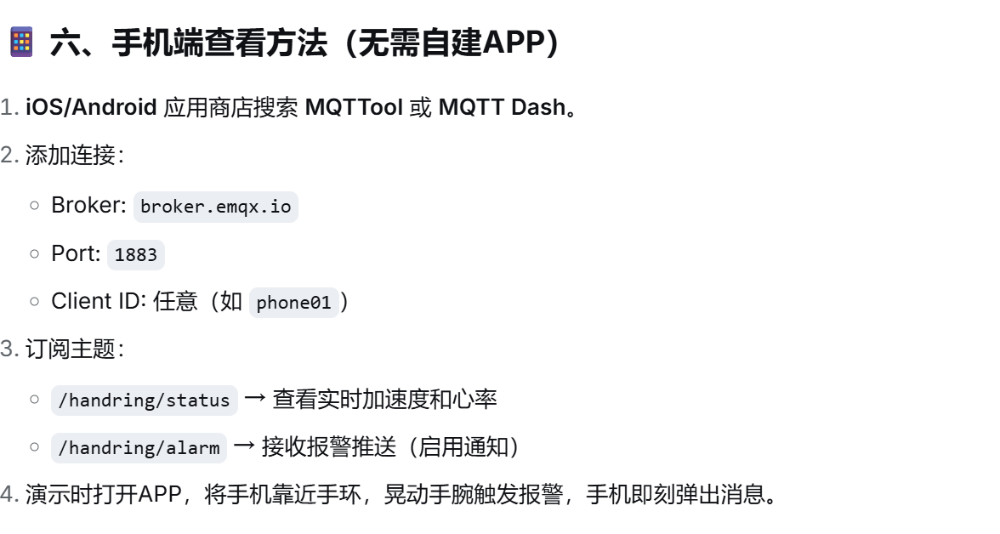 六、手机端查看方法（无需自建APP）
1. iOS/Android 应用商店搜索 MQTTool 或 MQTT Dash。
2. 添加连接：
Broker: broker.emqx.io
Port: 1883
Client ID: 任意（如 phone01）
3. 订阅主题：
/handring/status → 查看实时加速度和心率
/handring/alarm → 接收报警推送（启用通知）
4. 演示时打开APP，将手机靠近手环，晃动手腕触发报警，手机即刻弹出消息。